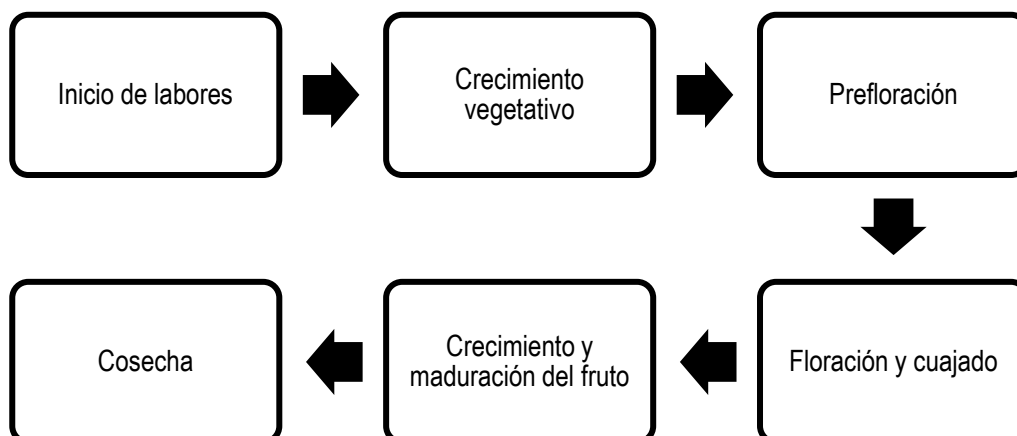 Inicio de labores
Crecimiento
vegetativo
Prefloración
Floración y cuajado
Crecimiento y
maduración del fruto
Cosecha